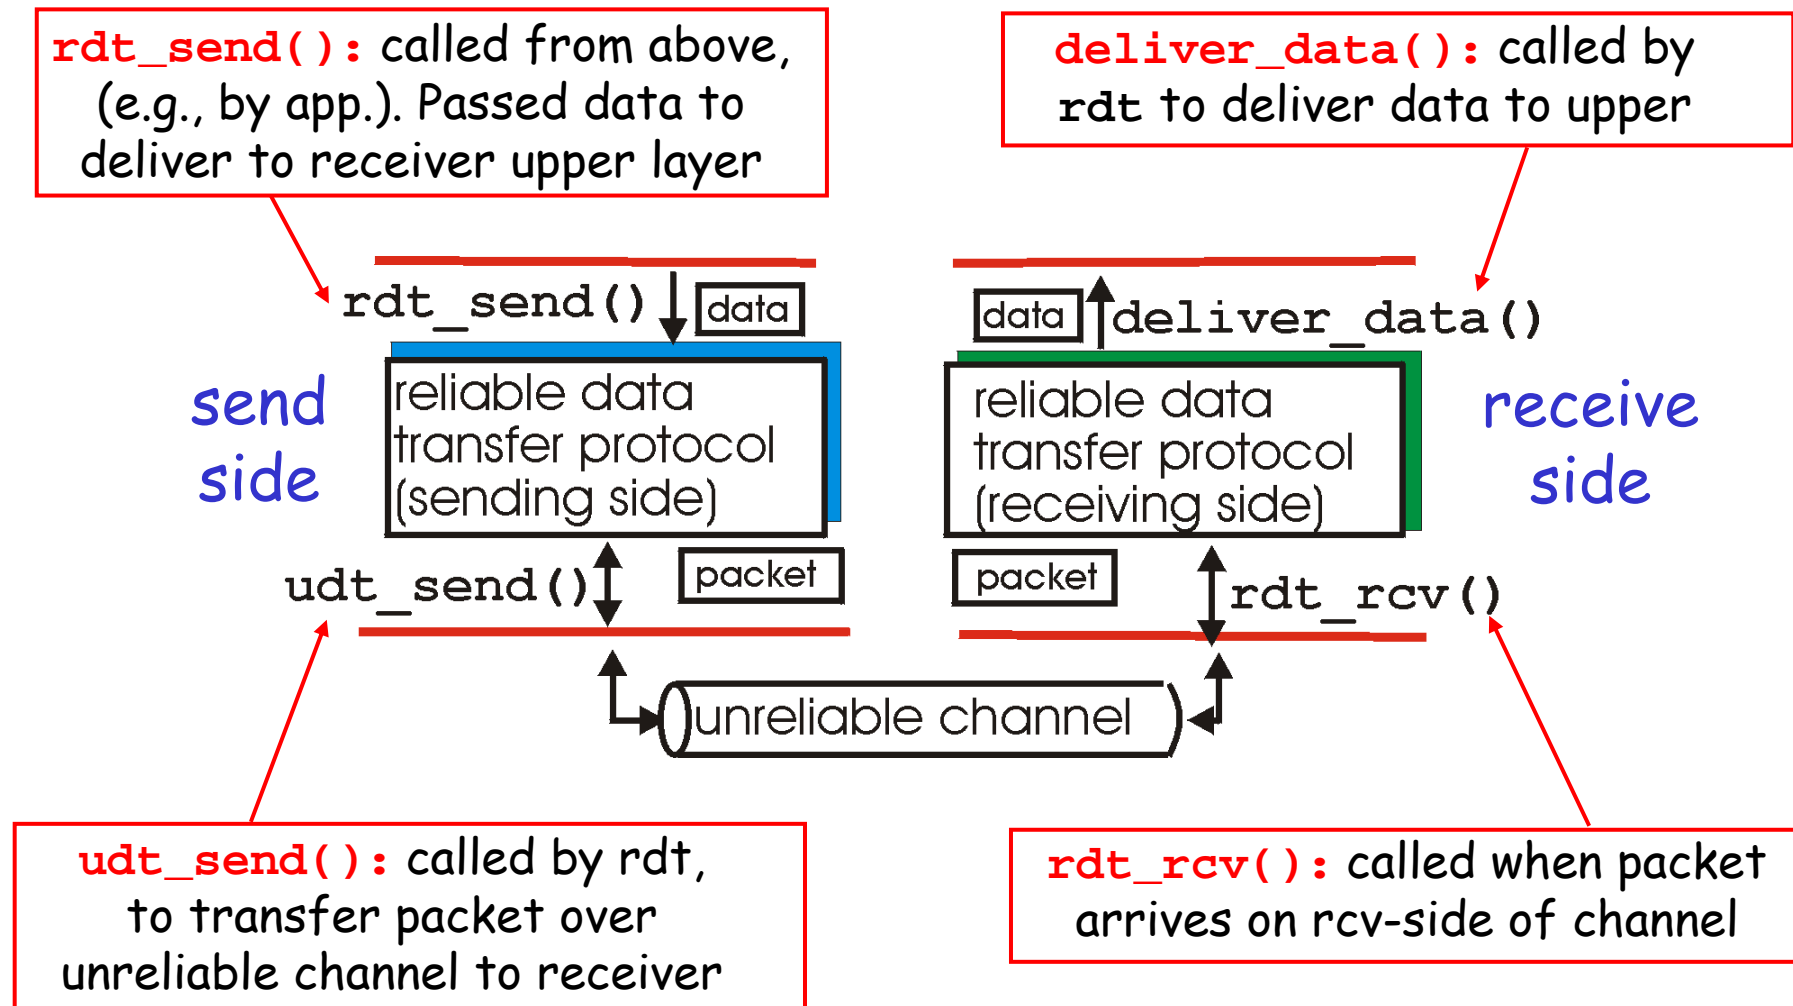 rdt_send(): called from above,
(e.g., by app.). Passed data to
deliver to receiver upper layer
deliver_data(): called by
rdt to deliver data to upper
rdt_send()
data
data
deliver_data()
send
side
reliable data
transfer protocol
(sending side)
reliable data
transfer protocol
(receiving side)
receive
side
udt_send()
packet
packet
rdt_rcv()
unreliable channel
udt_send(): called by rdt,
to transfer packet over
unreliable channel to receiver
rdt_rcv(): called when packet
arrives on rcv-side of channel